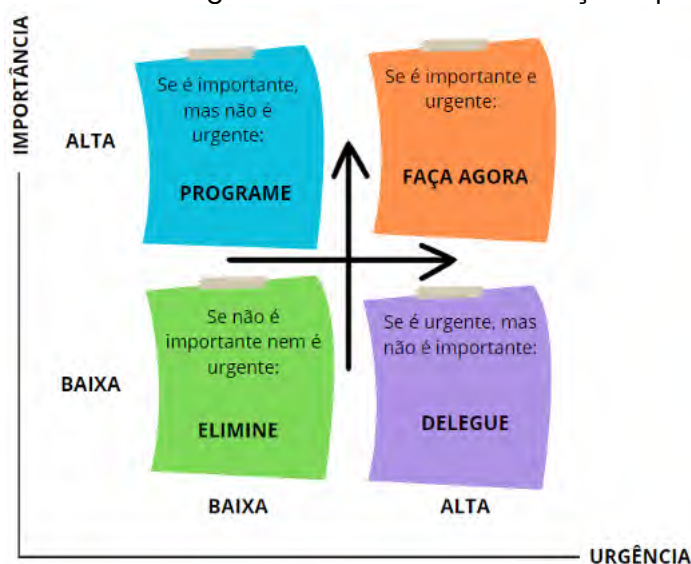 IMPORTÂNCIA
ALTA
Se é importante,
mas não é
urgente:
PROGRAME
Se é importante e
urgente:
FAÇA AGORA
BAIXA
Se não é
importante nem é
urgente:
ELIMINE
Se é urgente, mas
não é importante:
DELEGUE
BAIXA
ALTA
URGÊNCIA